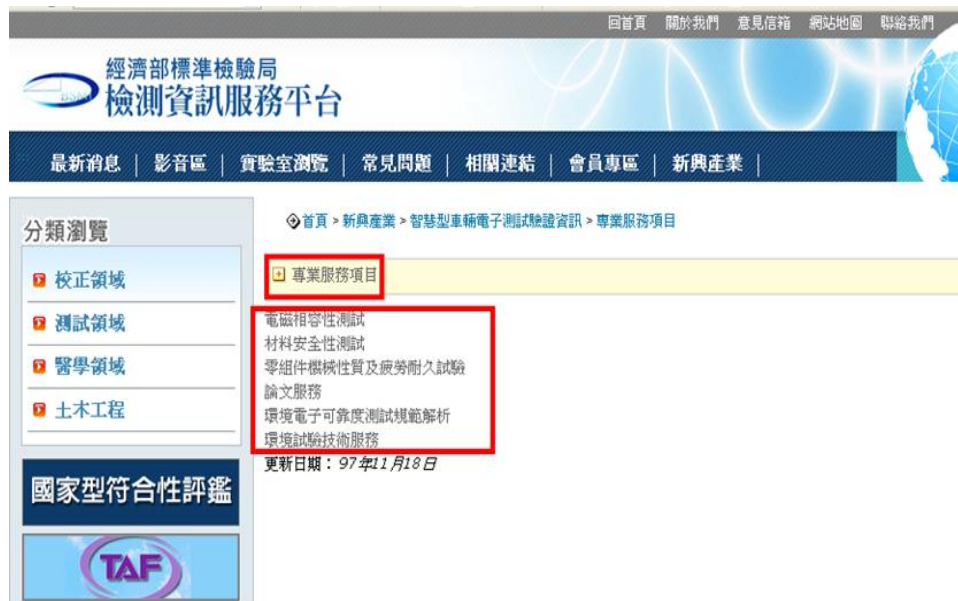 回首頁 關於我們 意見信箱 網站地圖 聯絡我們
經濟部標準檢驗局
BSMI 檢測資訊服務平台
最新消息 | 影音區 | 實驗室瀏覽 | 常見問題 | 相關連結 | 會員專區 | 新興產業 |
首頁 > 新興產業 > 智慧型車輛電子測試驗證資訊 > 專業服務項目
分類瀏覽
校正領域
測試領域
醫學領域
土木工程
國家型符合性評鑑
TAF
專業服務項目
電磁相容性測試
材料安全性測試
零組件機械性質及疲勞耐久試驗
論文服務
環境電子可靠度測試規範解析
環境試驗技術服務
更新日期：97年11月18日